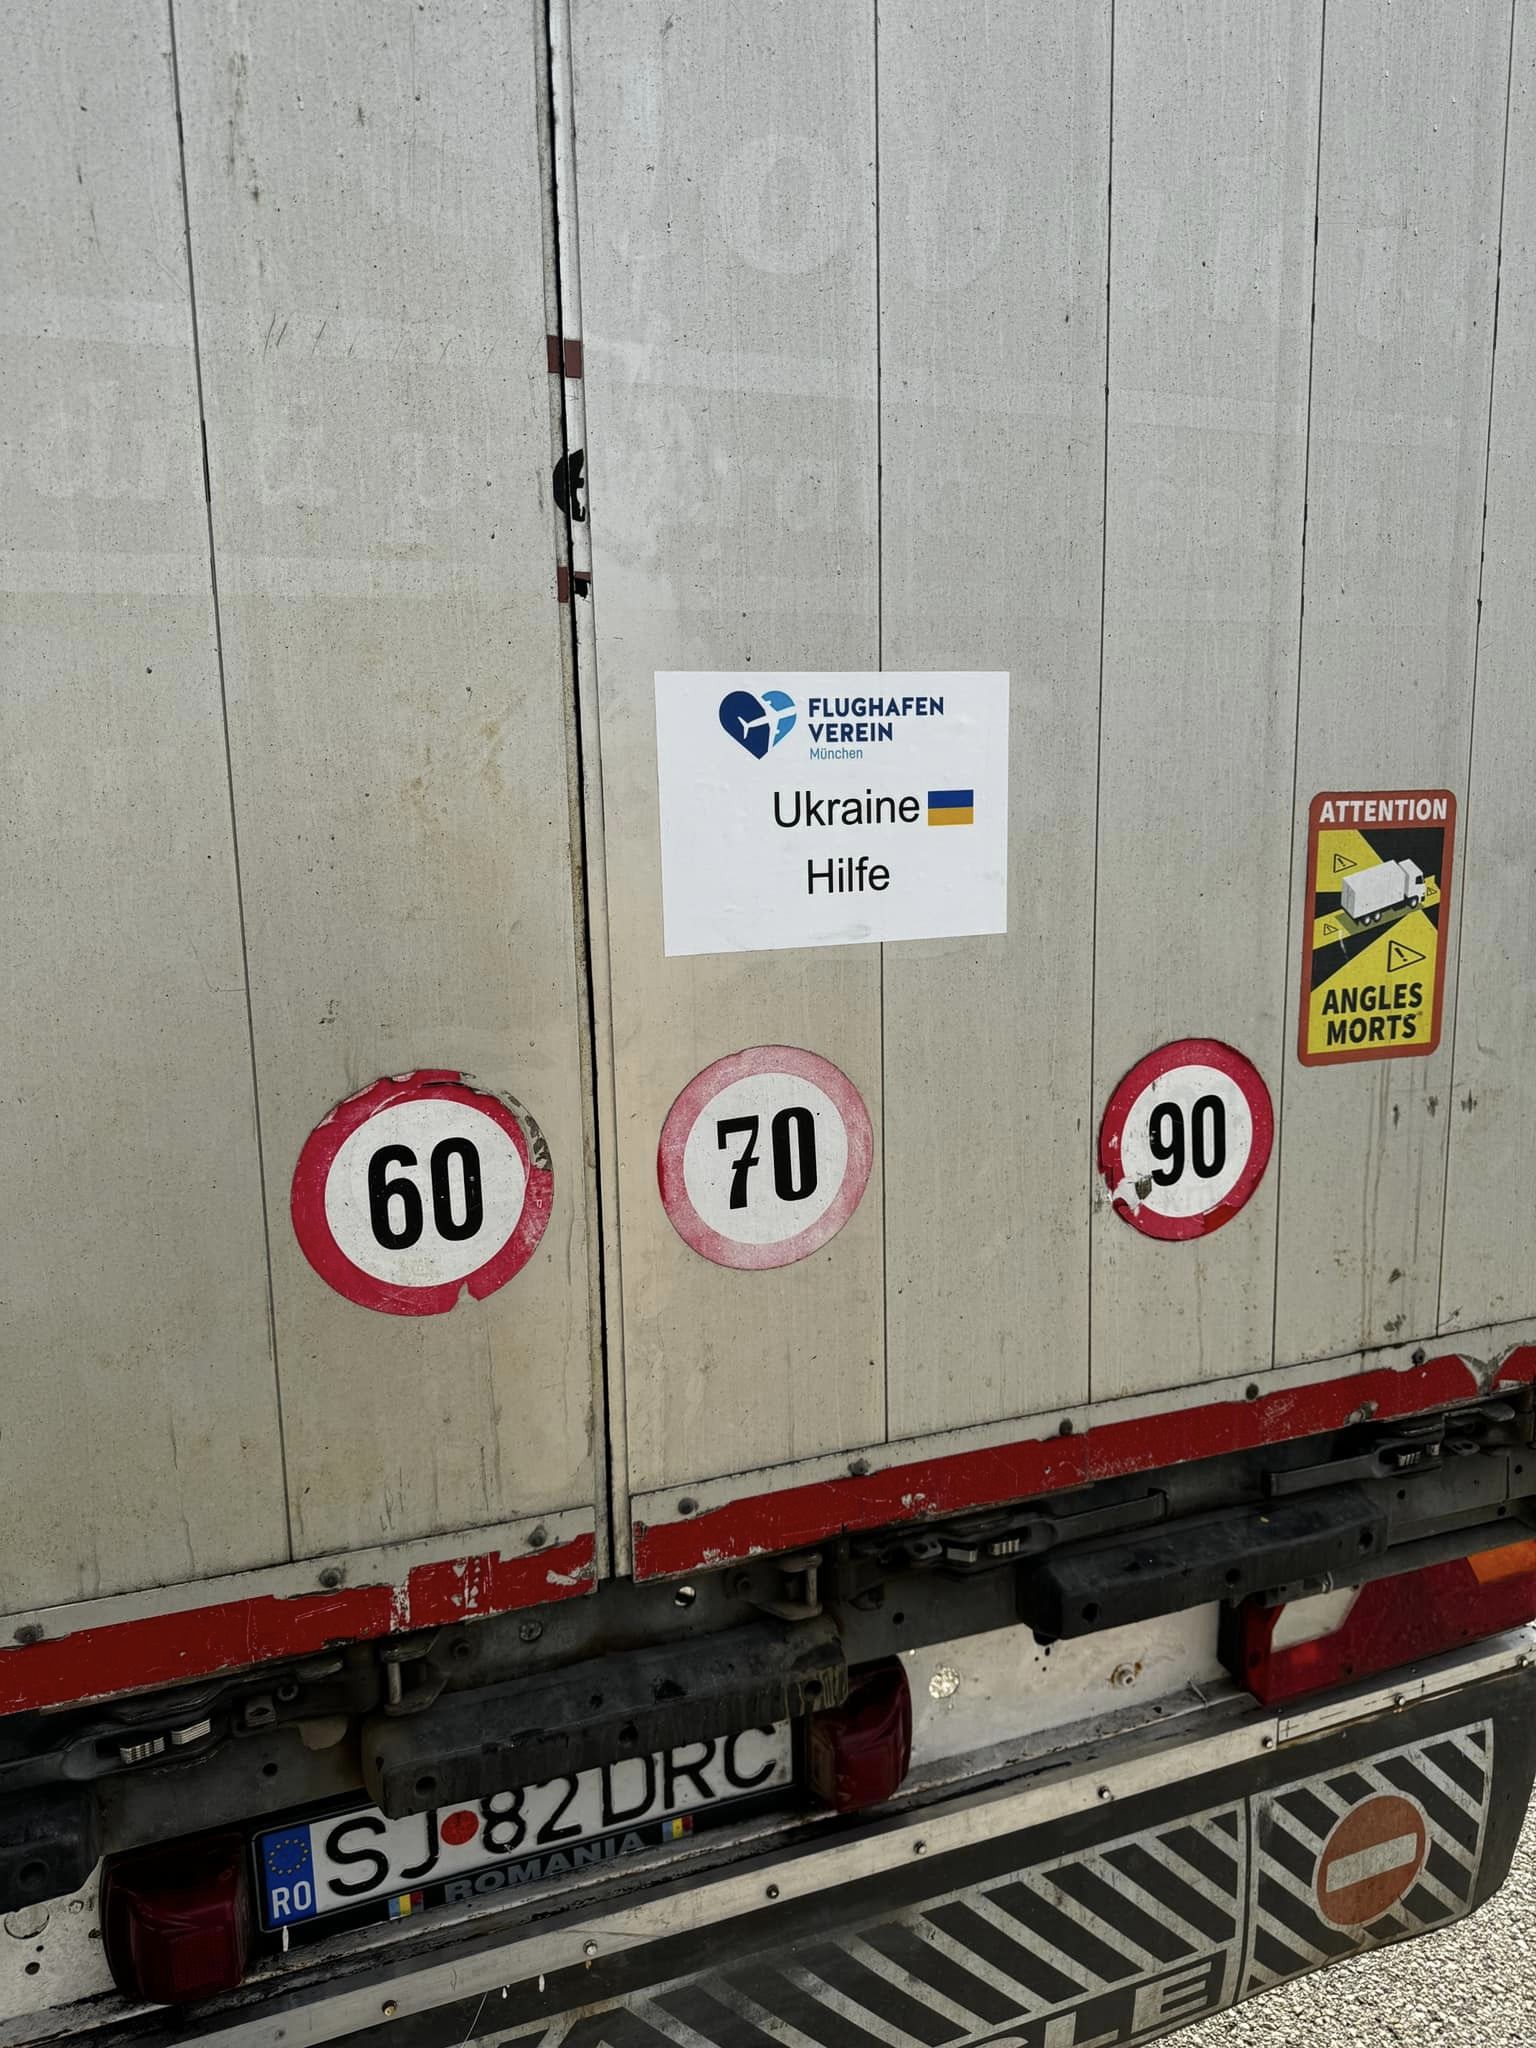 FLUGHAFEN
VEREIN
München
Ukraine
Hilfe
ATTENTION
ANGLES
MORTS
60
70
90
SJ 82 DRC
RO
ROMANIA